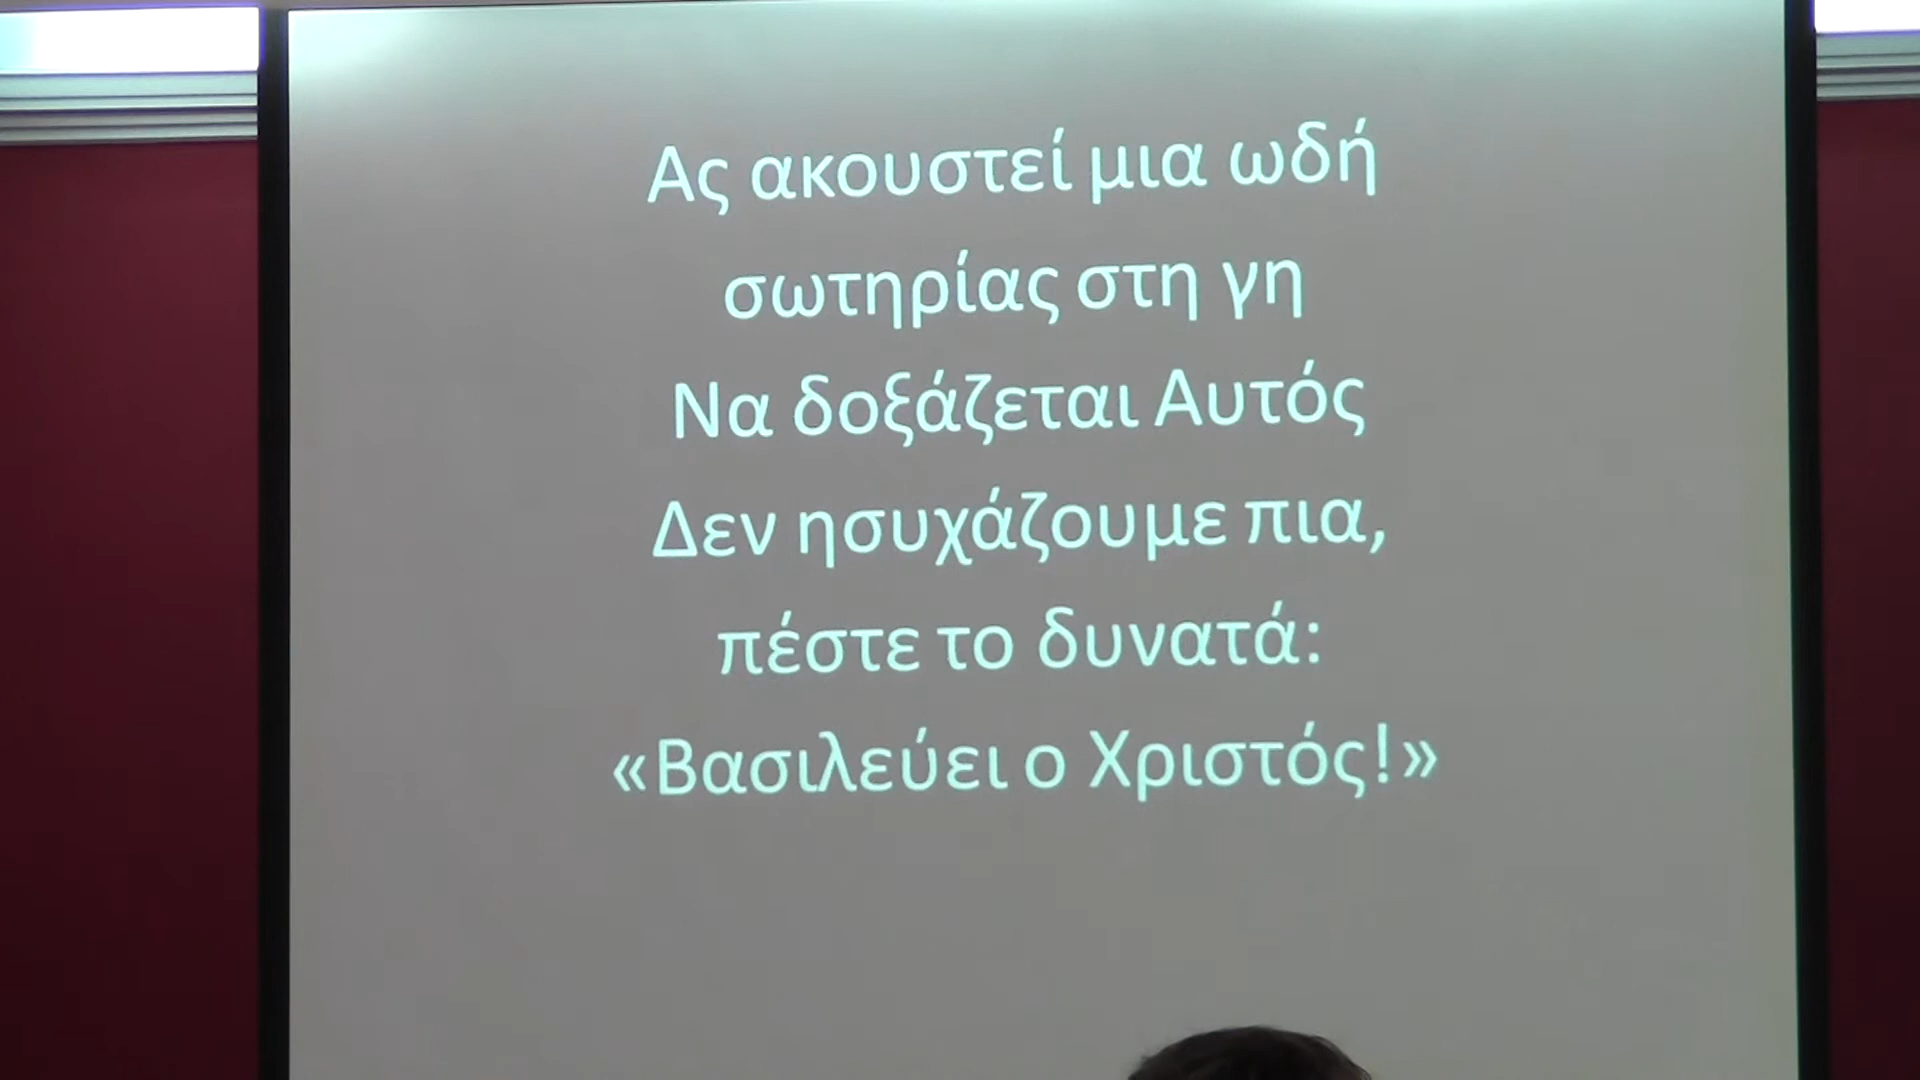 Ας ακουστεί μια ωδή
σωτηρίας στη γη
Να δοξάζεται Αυτός
Δεν ησυχάζουμε πια,
πέστε το δυνατά:
«Βασιλεύει ο Χριστός!»